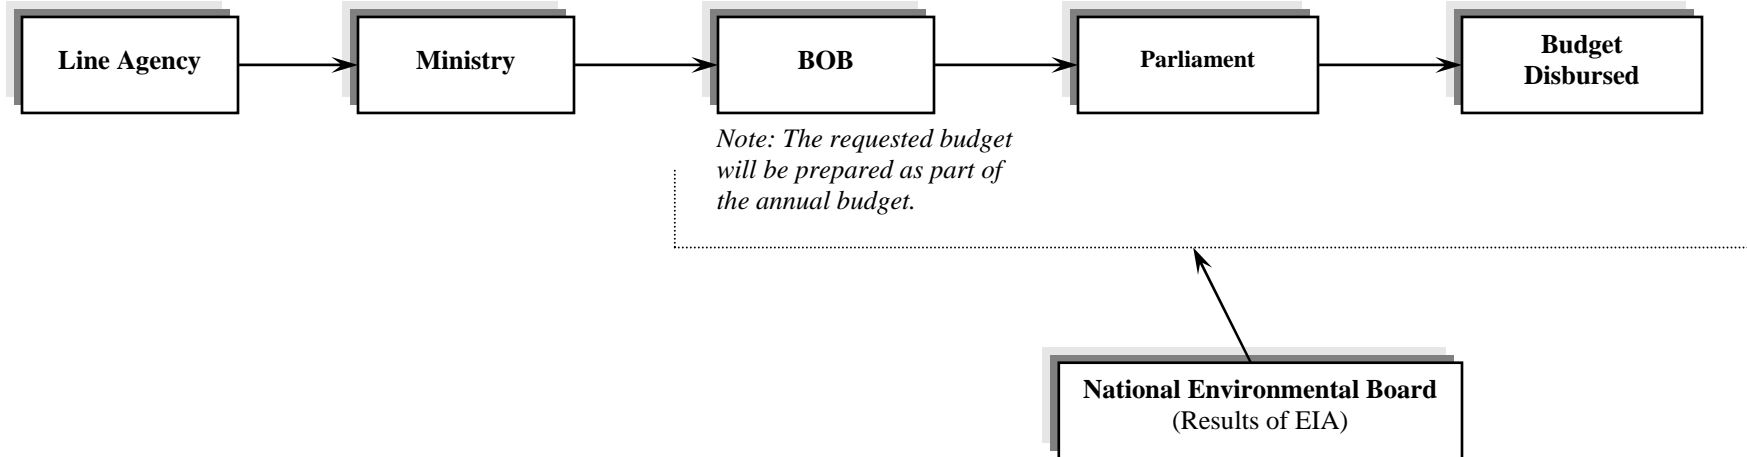 Line Agency
Ministry
BOB
Parliament
Budget
Disbursed
Note: The requested budget
will be prepared as part of
the annual budget.
National Environmental Board
(Results of EIA)